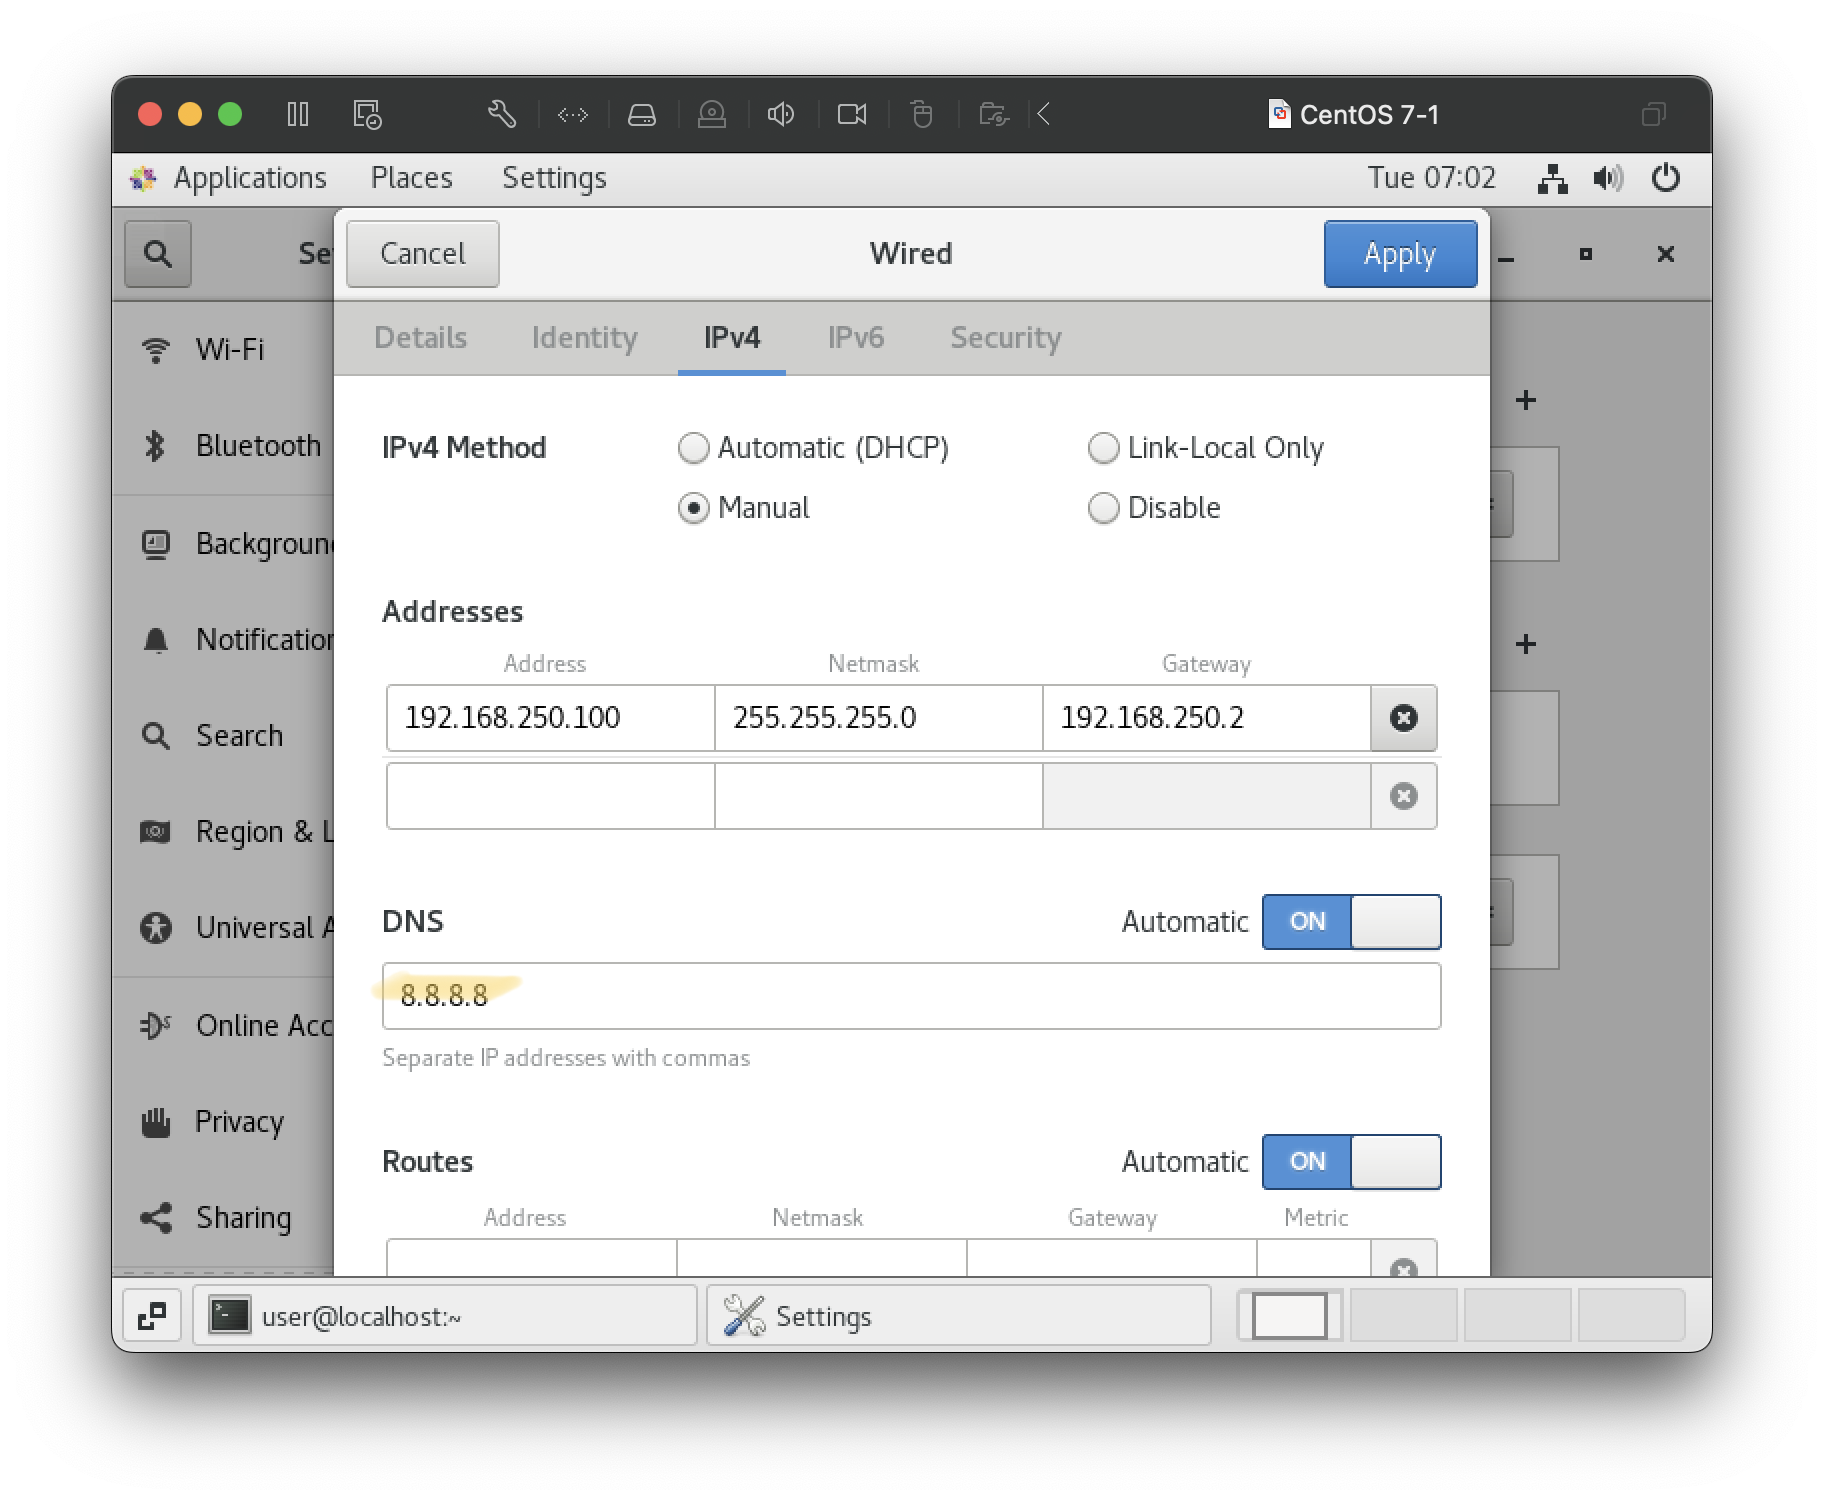 CentOS 7-1
Applications Places Settings Tue 07:02
Se
Cancel Wired Apply
Details Identity IPv4 IPv6 Security
Wi-Fi
Bluetooth
Background
Notification
Search
Region & L
Universal A
Online Acc
Privacy
Sharing
IPv4 Method Automatic (DHCP) Link-Local Only
Manual Disable
Addresses
Address Netmask Gateway
192.168.250.100 255.255.255.0 192.168.250.2
DNS Automatic ON
8.8.8.8
Separate IP addresses with commas
Routes Automatic ON
Address Netmask Gateway Metric
user@localhost:~ Settings